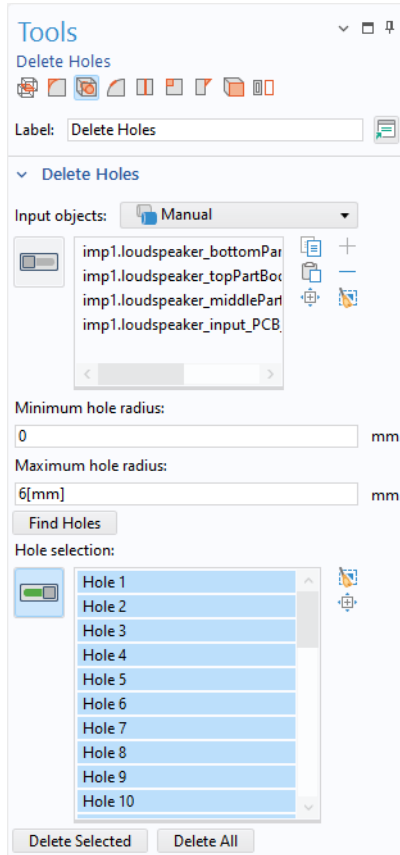 Tools
Delete Holes
Label: Delete Holes
Delete Holes
Input objects: Manual
imp1.loudspeaker_bottomPar
imp1.loudspeaker_topPartBod
imp1.loudspeaker_middlePart
imp1.loudspeaker_input_PCB_
Minimum hole radius:
0 mm
Maximum hole radius:
6[mm] mm
Find Holes
Hole selection:
Hole 1
Hole 2
Hole 3
Hole 4
Hole 5
Hole 6
Hole 7
Hole 8
Hole 9
Hole 10
Delete Selected Delete All